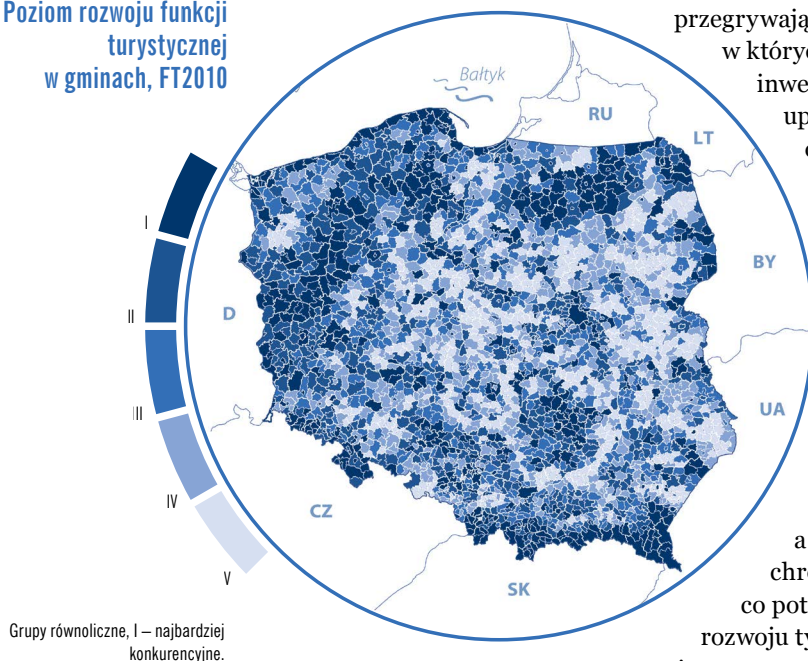 Poziom rozwoju funkcji
turystycznej
w gminach, FT2010
Bałtyk
RU
LT
BY
D
UA
CZ
SK
I
II
III
IV
V
Grupy równoliczne, I – najbardziej
konkurencyjne.
przegrywają
w których
inwe
up
a
chr
co pot
rozwoju ty